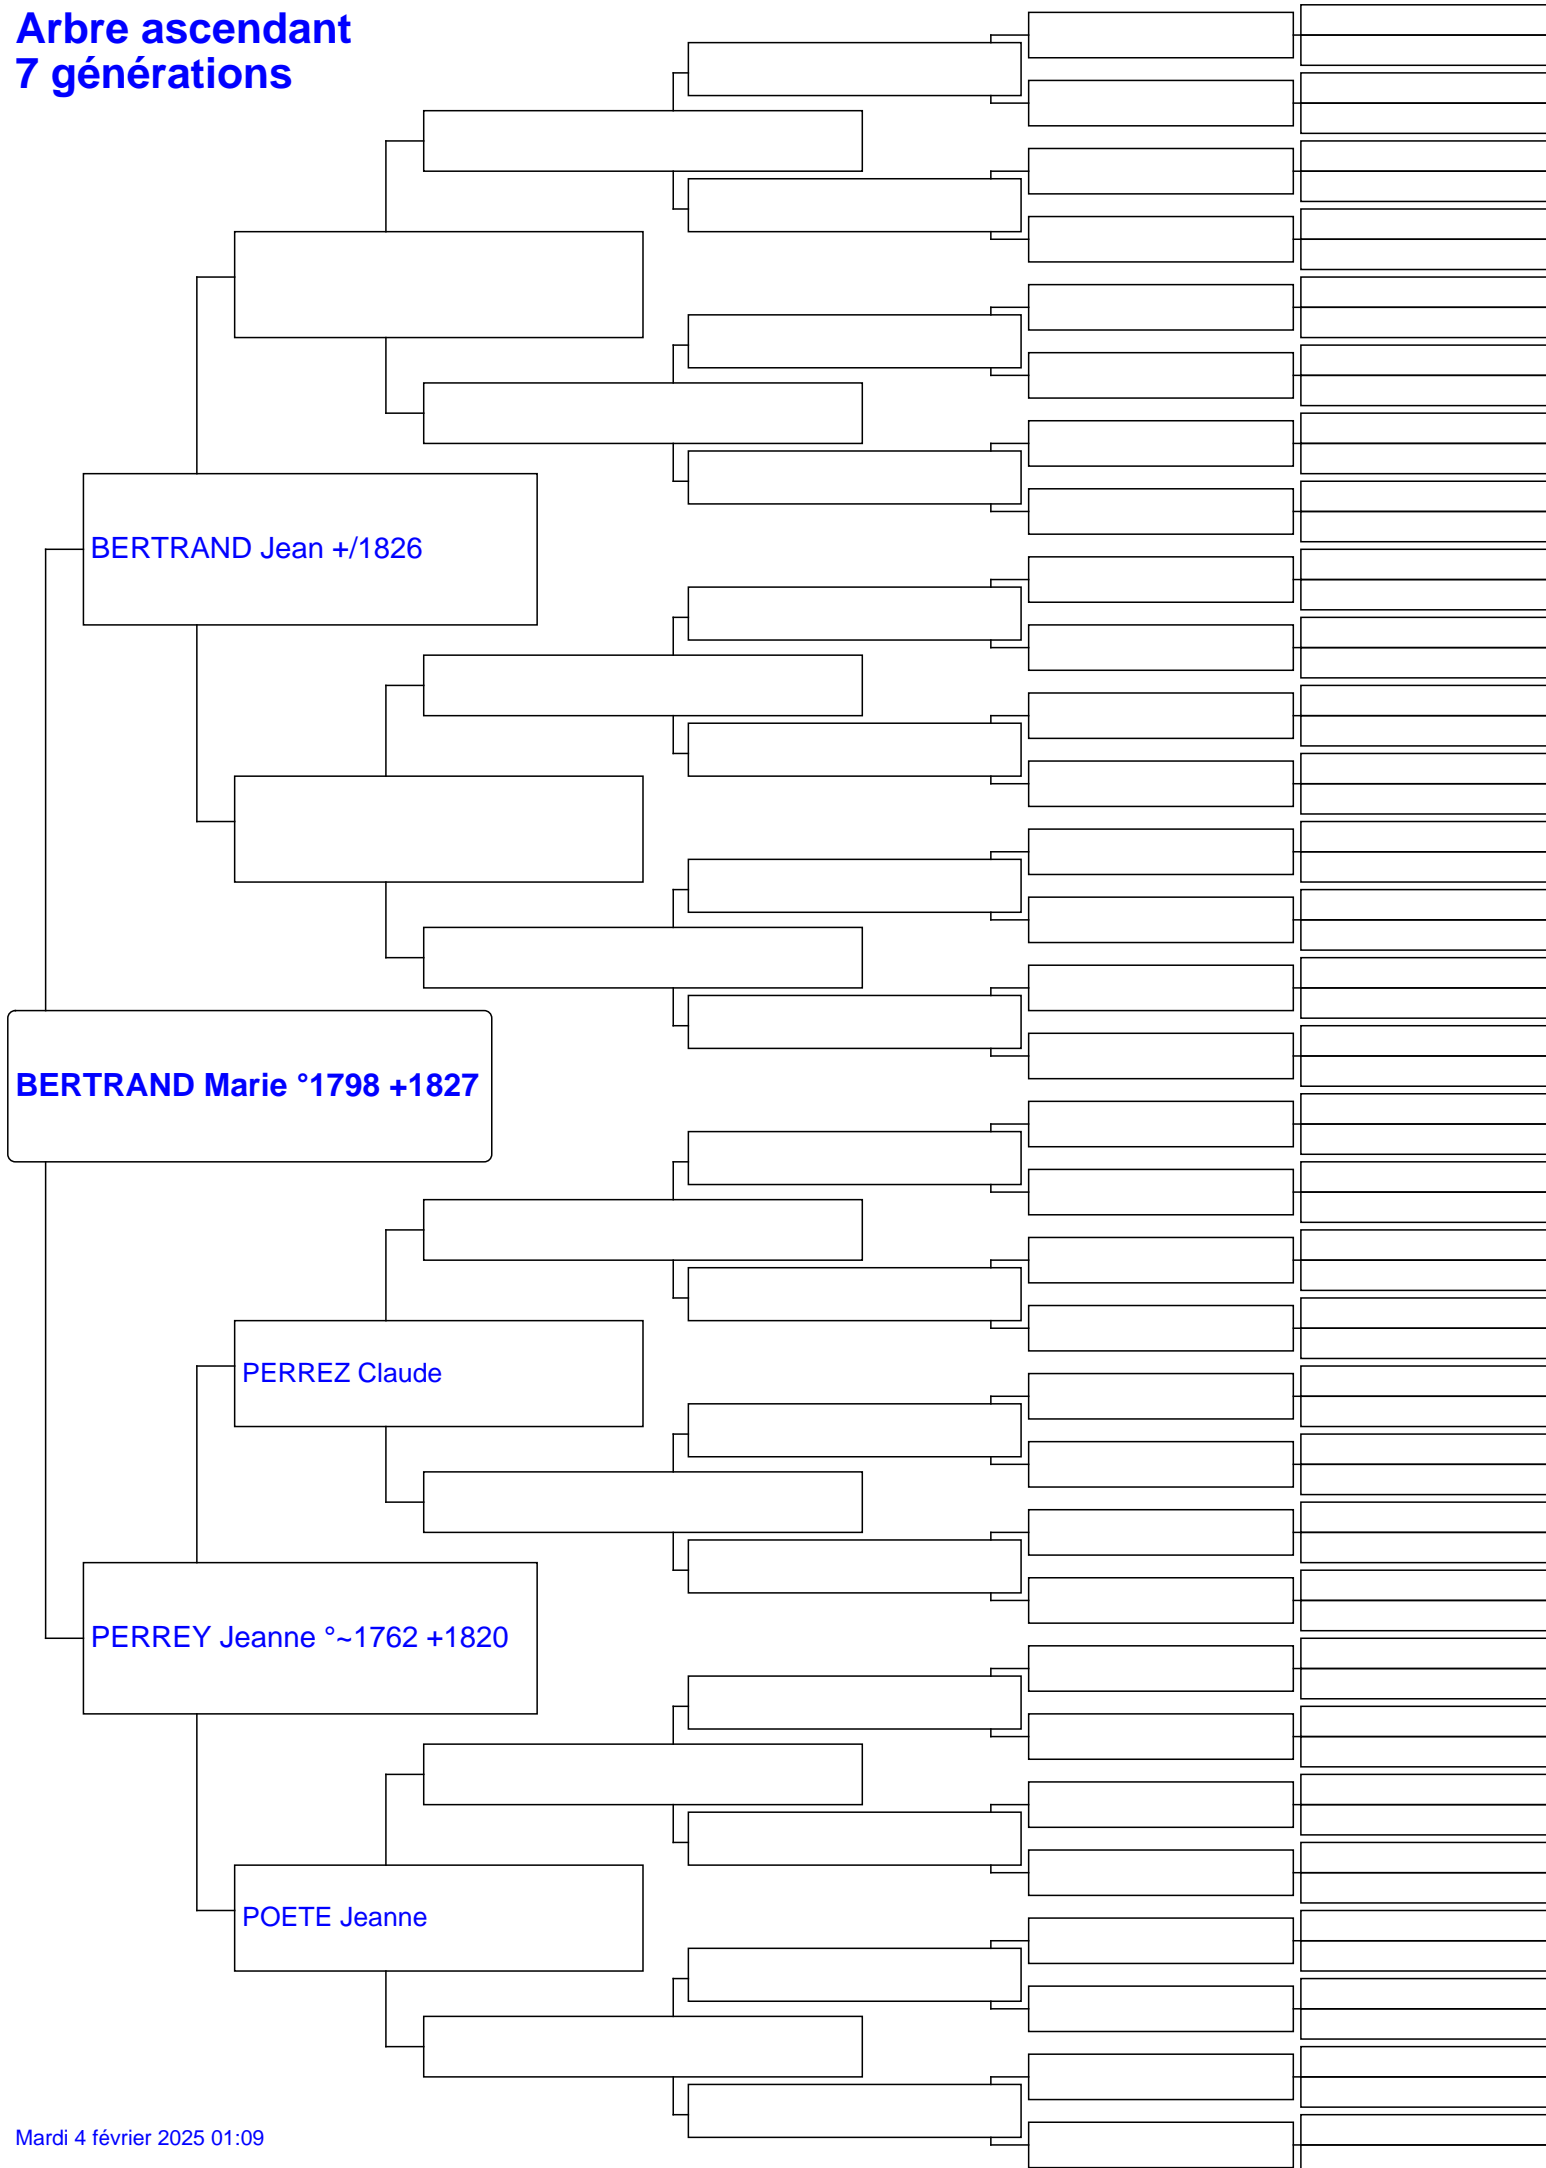 Arbre ascendant
7 générations
BERTRAND Jean +/1826
BERTRAND Marie °1798 +1827
PERREZ Claude
PERREY Jeanne °~1762 +1820
POETE Jeanne
Mardi 4 février 2025 01:09